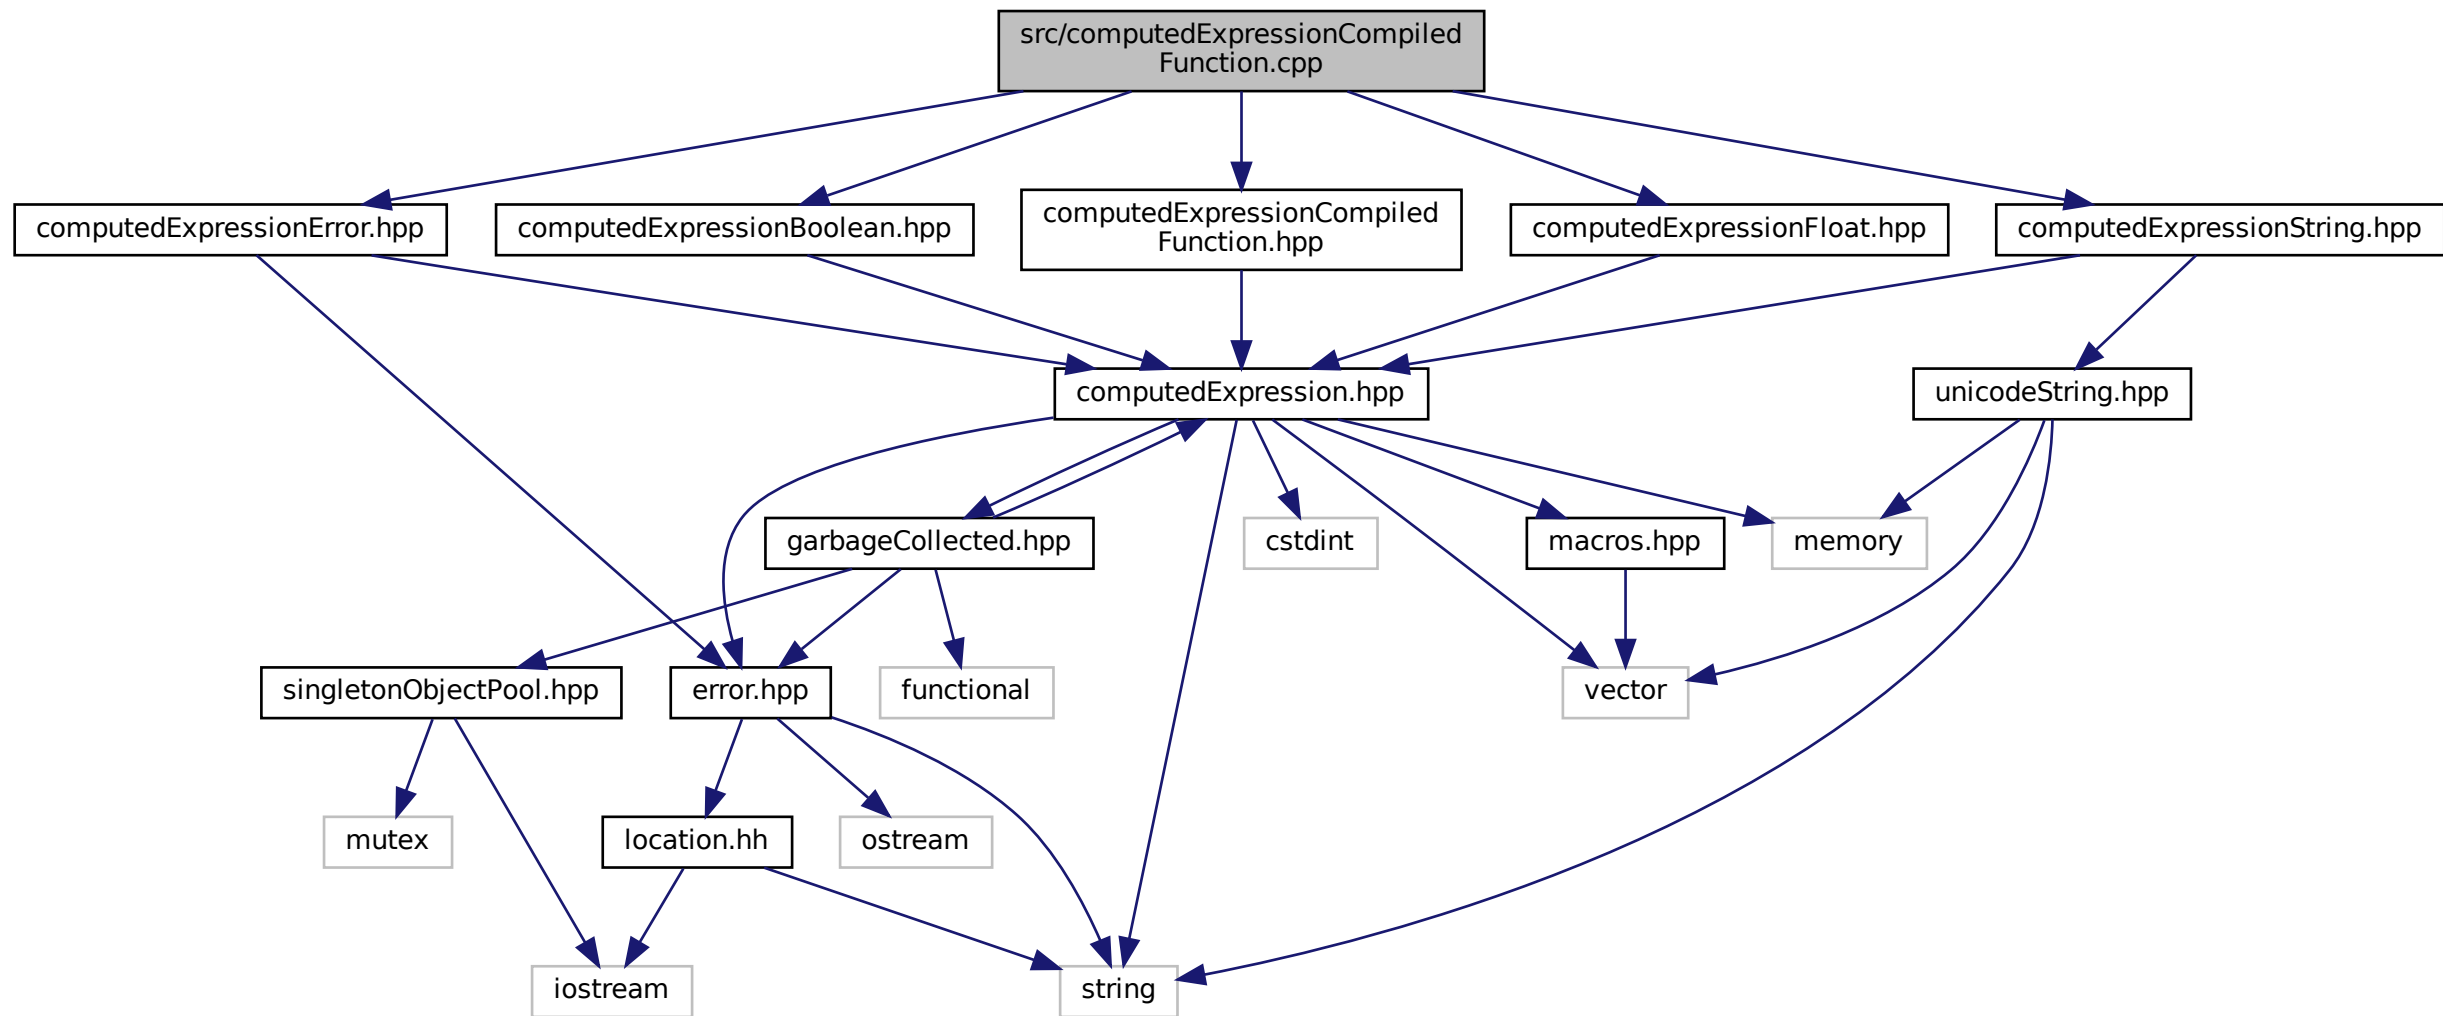 src/computedExpressionCompiled
Function.cpp
computedExpressionError.hpp
computedExpressionBoolean.hpp
computedExpressionCompiled
Function.hpp
computedExpressionFloat.hpp
computedExpressionString.hpp
computedExpression.hpp
unicodeString.hpp
garbageCollected.hpp
cstdint
macros.hpp
memory
singletonObjectPool.hpp
error.hpp
functional
vector
mutex
location.hh
ostream
iostream
string